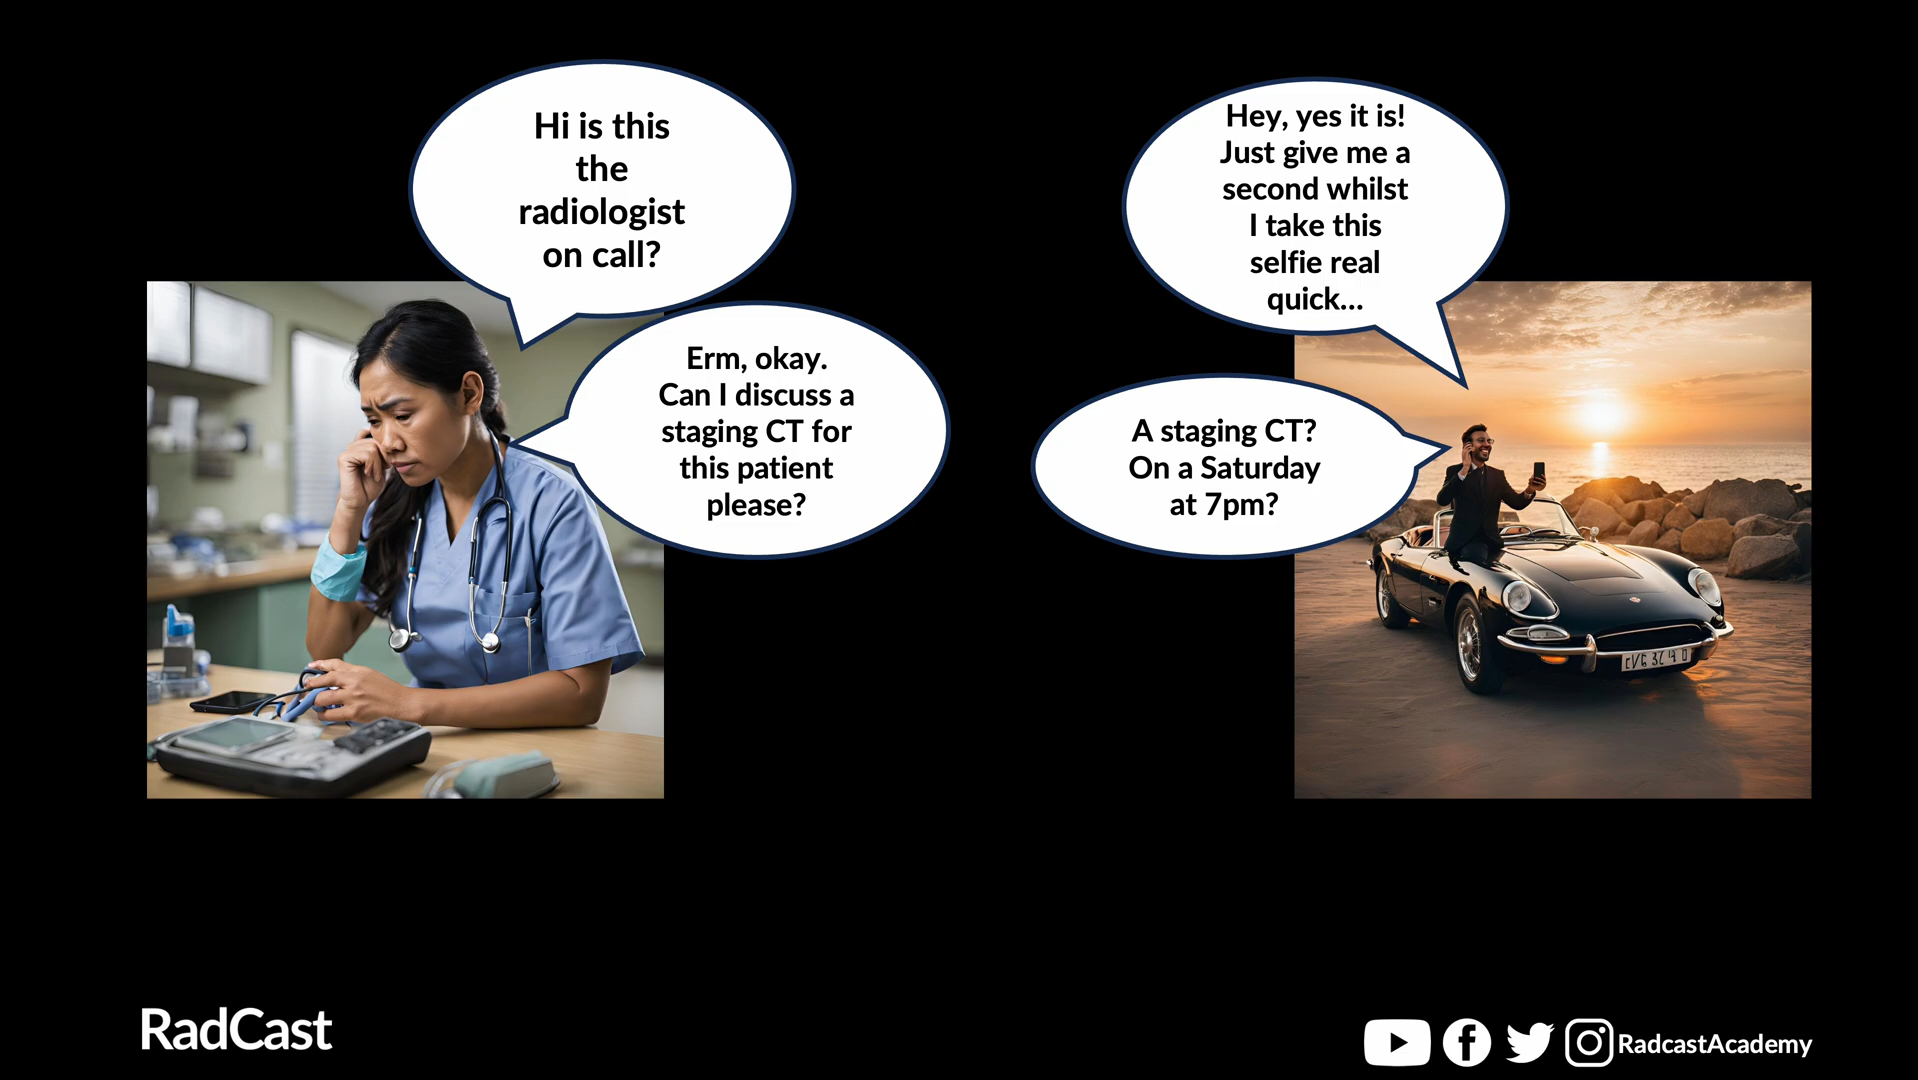 Hi is this
the
radiologist
on call?
Erm, okay.
Can I discuss a
staging CT for
this patient
please?
Hey, yes it is!
Just give me a
second whilst
I take this
selfie real
quick...
A staging CT?
On a Saturday
at 7pm?
RadCast
RadcastAcademy